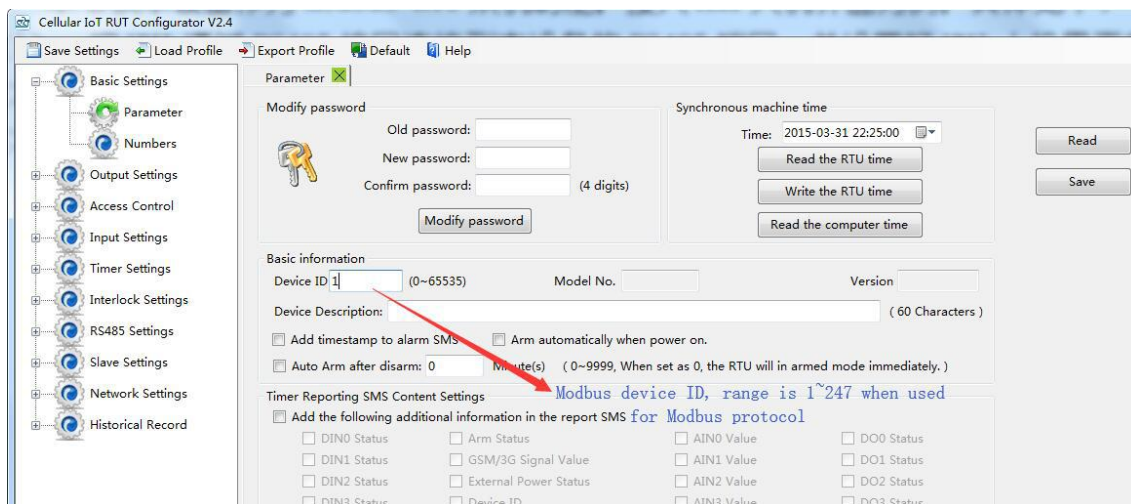 Cellular IoT RUT Configurator V2.4
Save Settings Load Profile Export Profile Default Help
Basic Settings
Parameter
Numbers
Output Settings
Access Control
Input Settings
Timer Settings
Interlock Settings
RS485 Settings
Slave Settings
Network Settings
Historical Record
Parameter
Modify password
Old password:
New password:
Confirm password: (4 digits)
Modify password
Synchronous machine time
Time: 2015-03-31 22:25:00
Read the RTU time
Write the RTU time
Read the computer time
Read
Save
Basic information
Device ID 1 (0~65535) Model No. Version
Device Description: ( 60 Characters )
Add timestamp to alarm SMS Arm automatically when power on.
Auto Arm after disarm: 0 Minute(s) ( 0~9999, When set as 0, the RTU will in armed mode immediately. )
Modbus device ID, range is 1~247 when used
for Modbus protocol
Timer Reporting SMS Content Settings
Add the following additional information in the report SMS
DIN0 Status Arm Status AIN0 Value DO0 Status
DIN1 Status GSM/3G Signal Value AIN1 Value DO1 Status
DIN2 Status External Power Status AIN2 Value DO2 Status
DIN3 Status Device ID AIN3 Value DO3 Status